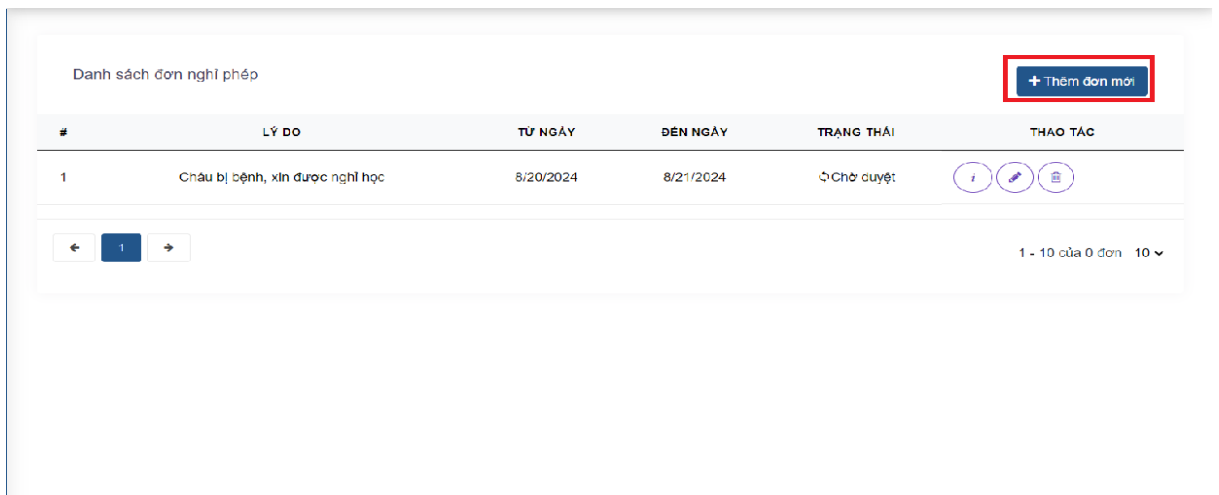 Danh sách đơn nghỉ phép
+ Thêm đơn mới
# LÝ DO TỪ NGÀY ĐẾN NGÀY TRẠNG THÁI THAO TÁC
1 Cháu bị bệnh, xin được nghỉ học 8/20/2024 8/21/2024 Chờ duyệt i
1
1 - 10 của 0 đơn 10